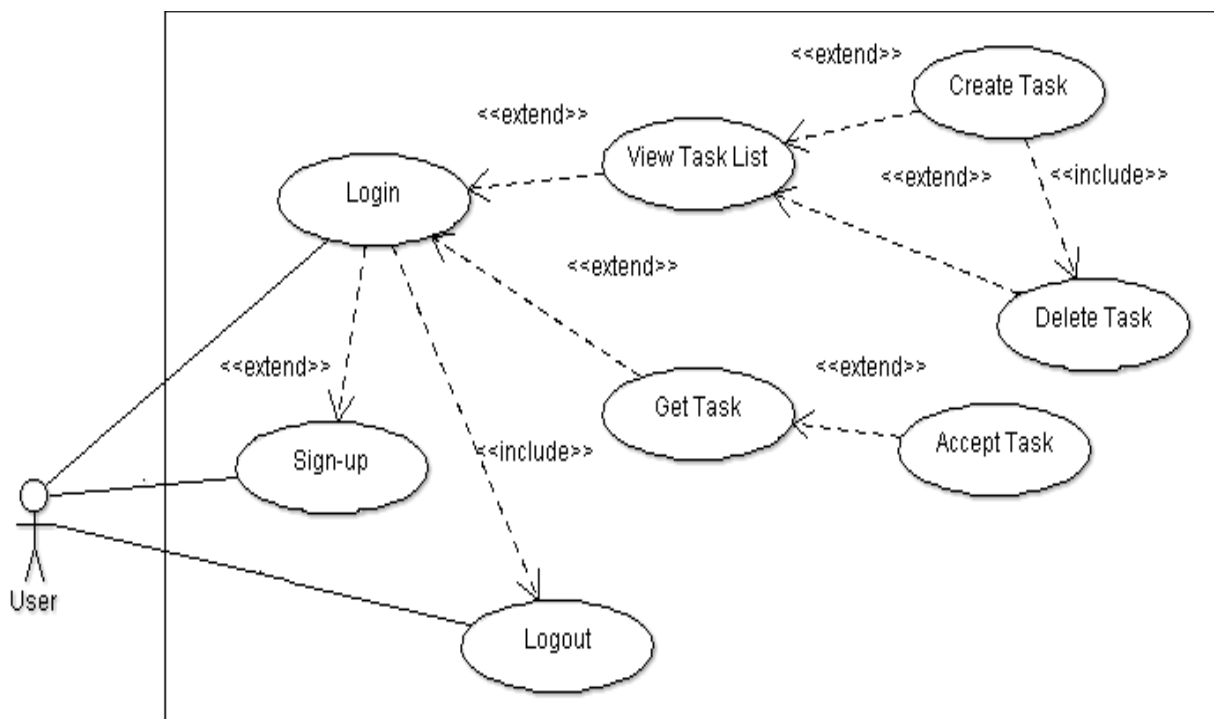 <<extend>>
Create Task
<<extend>>
<<extend>>
View Task List
<<extend>>
<<include>>
Login
<<extend>>
Delete Task
<<extend>>
<<extend>>
Get Task
Accept Task
<<include>>
Sign-up
User
Logout